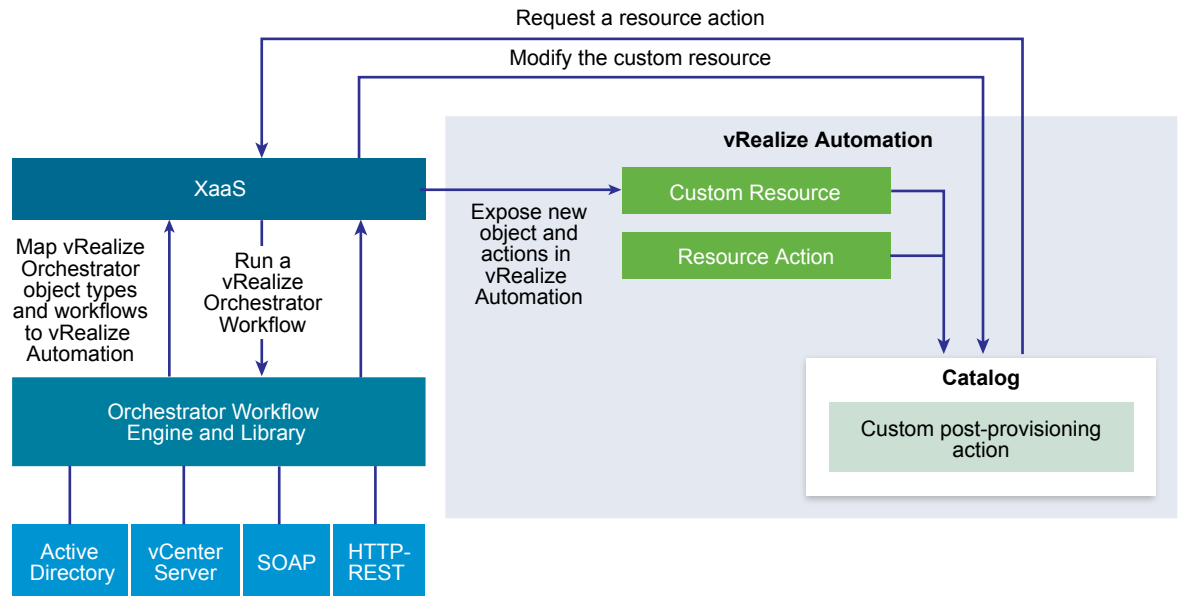 Request a resource action
Modify the custom resource
vRealize Automation
XaaS
Custom Resource
Resource Action
Expose new
object and
actions in
vRealize
Automation
Map vRealize
Orchestrator
object types
and workflows
to vRealize
Automation
Run a
vRealize
Orchestrator
Workflow
Catalog
Custom post-provisioning
action
Orchestrator Workflow
Engine and Library
Active
Directory
vCenter
Server
SOAP
HTTP-
REST